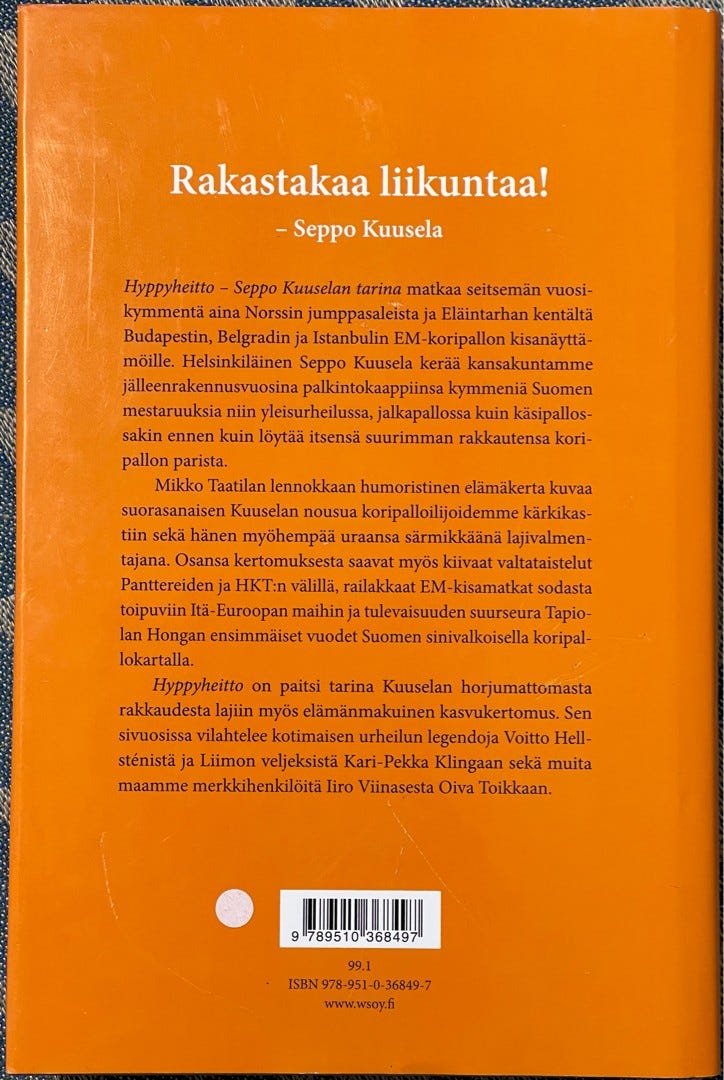 Rakastakaa liikuntaa!
– Seppo Kuusela
Hyppyheitto – Seppo Kuuselan tarina matkaa seitsemän vuosi-
kymmentä aina Norssin jumppasaleista ja Eläintarhan kentältä
Budapestin, Belgradin ja Istanbulin EM-koripallon kisanäyttä-
möille. Helsinkiläinen Seppo Kuusela kerää kansakuntamme
jälleenrakennusvuosina palkintokaappiinsa kymmeniä Suomen
mestaruuksia niin yleisurheilussa, jalkapallossa kuin käsipallos-
sakin ennen kuin löytää itsensä suurimman rakkautensa kori-
pallon parista.
Mikko Taatilan lennokkaan humoristinen elämäkerta kuvaa
suorasanaisen Kuuselan nousua koripalloilijoidemme kärkikas-
tiin sekä hänen myöhempää uraansa särmikkäänä lajivalmen-
tajana. Osansa kertomuksesta saavat myös kiivaat valtataistelut
Panttereiden ja HKT:n välillä, railakkaat EM-kisamatkat sodasta
toipuviin Itä-Euroopan maihin ja tulevaisuuden suurseura Tapio-
lan Hongan ensimmäiset vuodet Suomen sinivalkoisella koripal-
lokartalla.
Hyppyheitto on paitsi tarina Kuuselan horjumattomasta
rakkaudesta lajiin myös elämänmakuinen kasvukertomus. Sen
sivuosissa vilahtelee kotimaisen urheilun legendoja Voitto Hell-
sténistä ja Liimon veljeksistä Kari-Pekka Klingaan sekä muita
maamme merkkihenkilöitä Iiro Viinasesta Oiva Toikkaan.
9 789510 368497
99.1
ISBN 978-951-0-36849-7
www.wsoy.fi